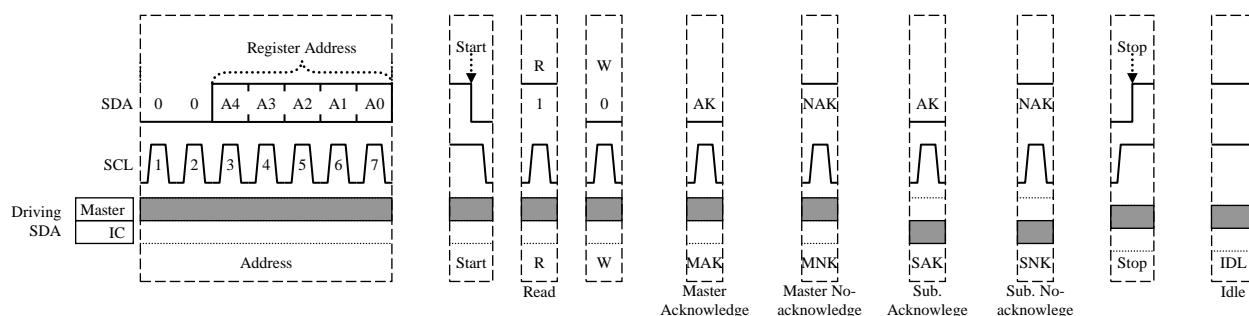 Start Stop
Register Address
R W
SDA 0 0 A4 A3 A2 A1 A0 1 0 AK NAK AK NAK
SCL 1 2 3 4 5 6 7
Driving Master
SDA IC
Address Start R W MAK MNK SAK SNK Stop IDL
Read Master Master No- Sub. Sub. No- Idle
Acknowledge acknowledge Acknowlege acknowlege